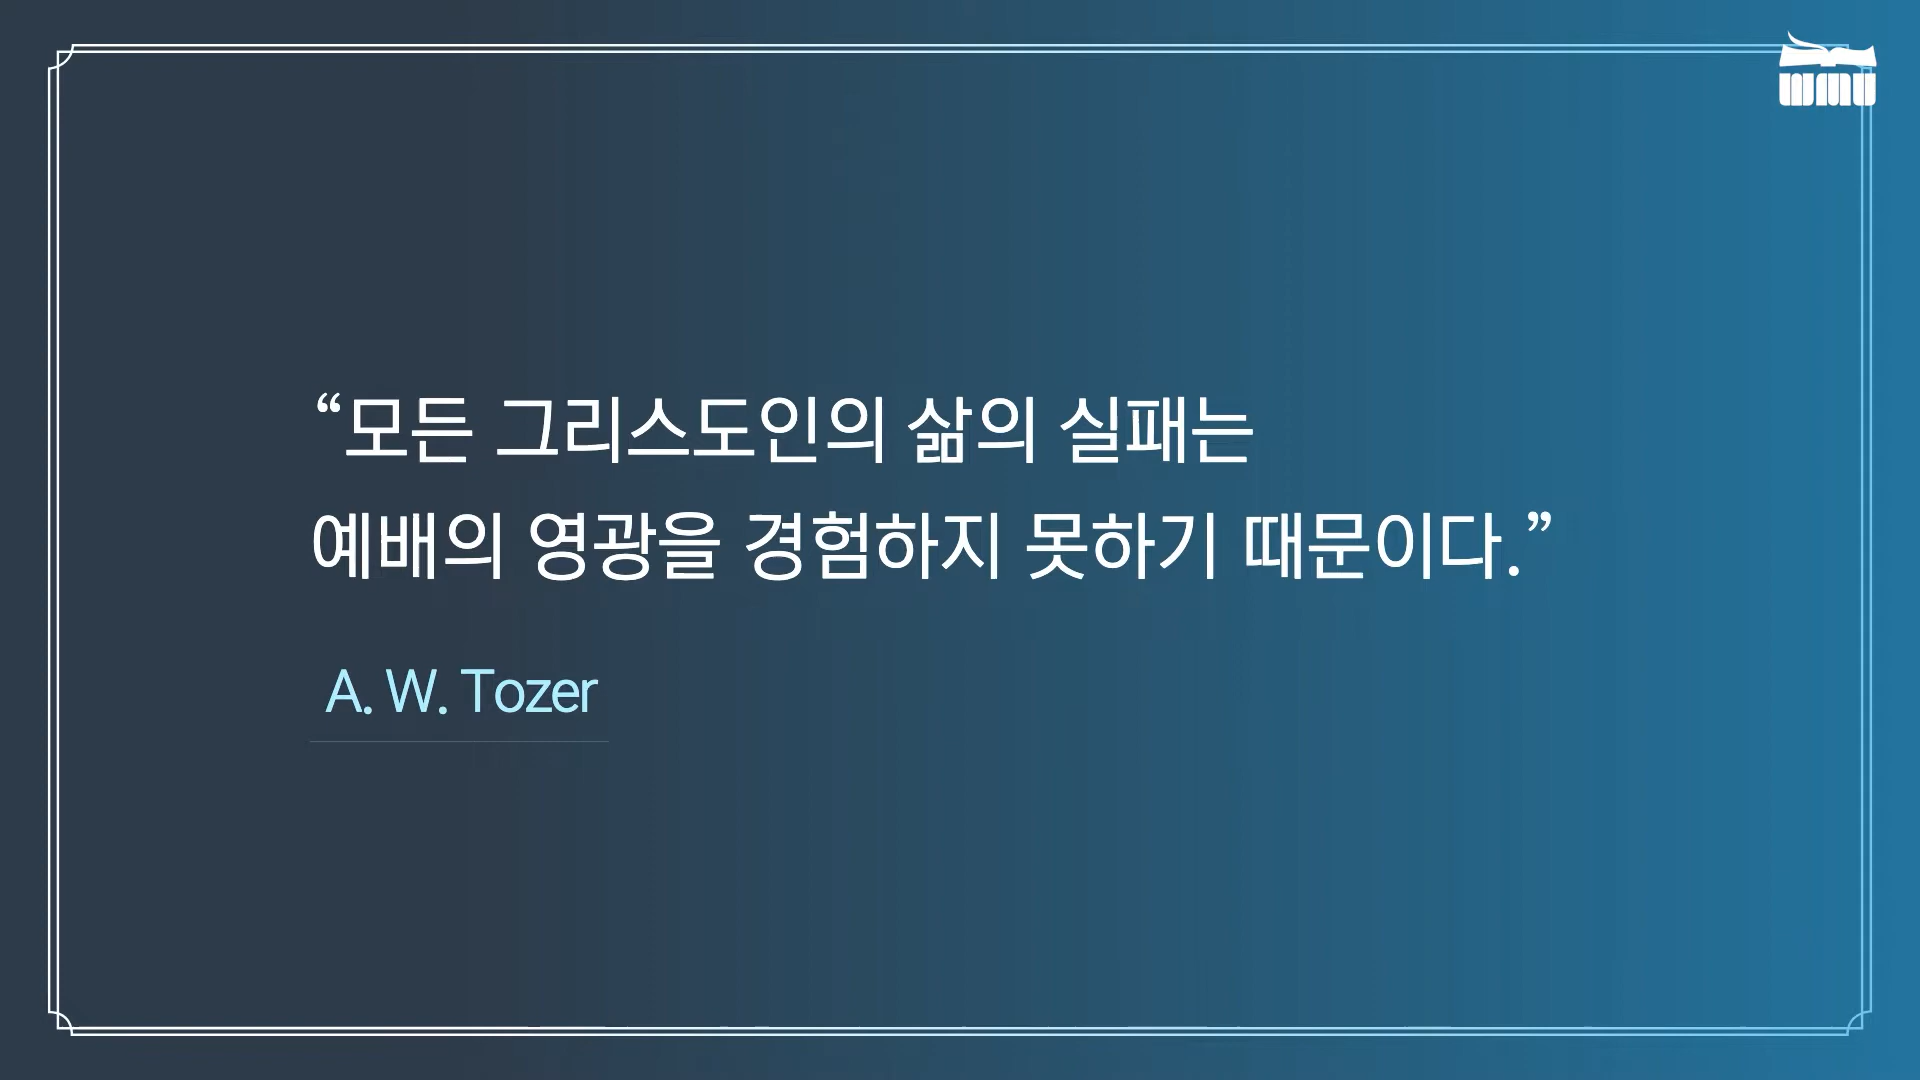 WMU
“모든 그리스도인의 삶의 실패는
예배의 영광을 경험하지 못하기 때문이다.”
A. W. Tozer